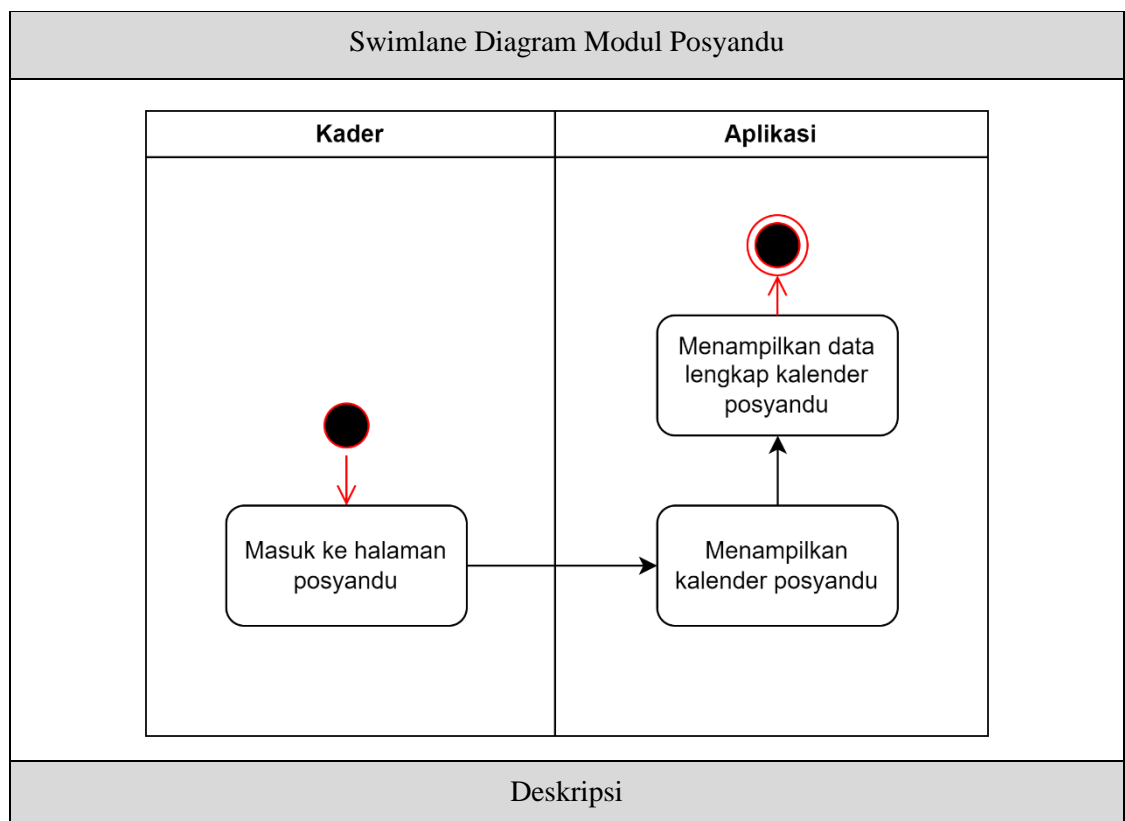 Swimlane Diagram Modul Posyandu
Kader
Aplikasi
Menampilkan data
lengkap kalender
posyandu
Masuk ke halaman
posyandu
Menampilkan
kalender posyandu
Deskripsi